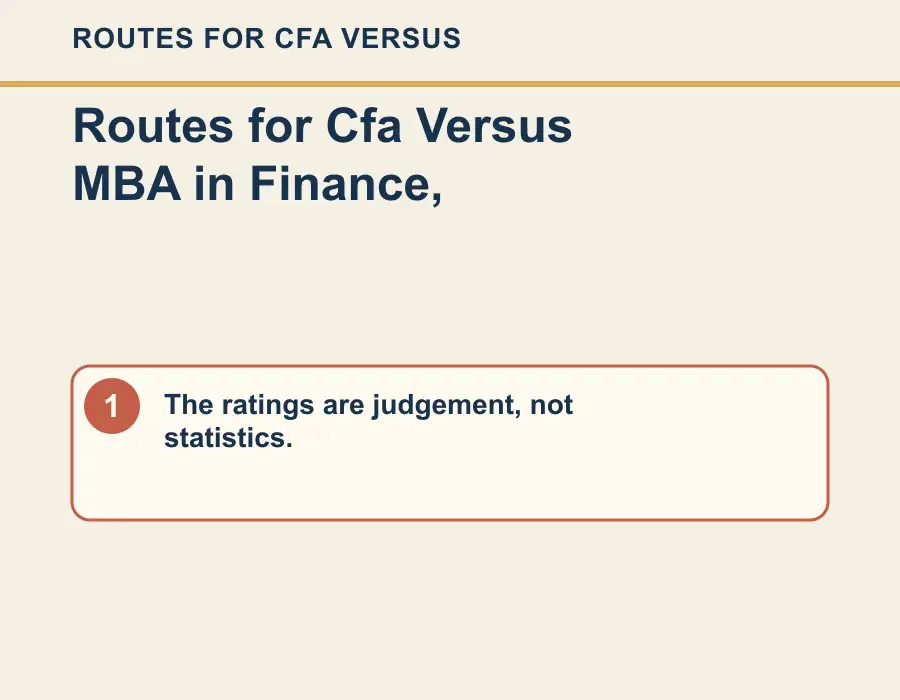 ROUTES FOR CFA VERSUS
Routes for Cfa Versus
MBA in Finance,
1
The ratings are judgement, not
statistics.